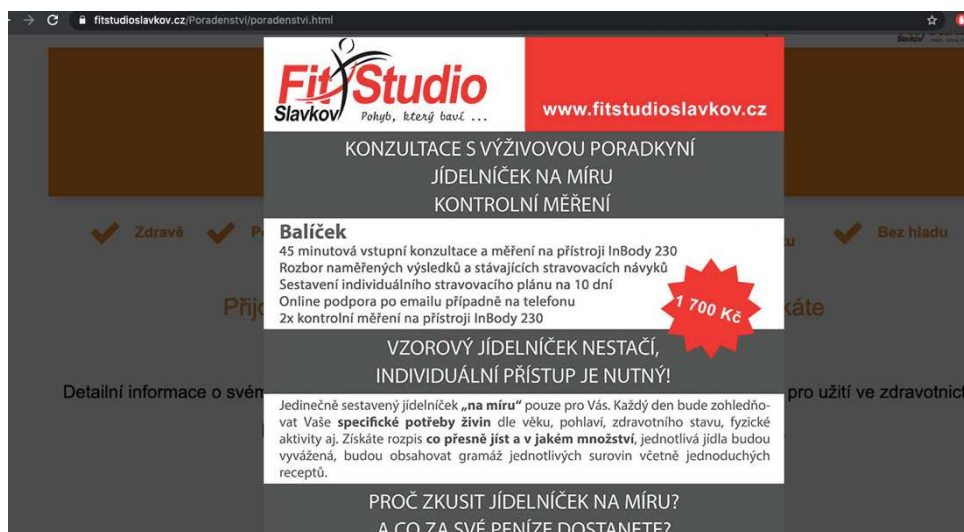 fitstudioslavkov.cz/Poradenstvi/poradenstvi.html
Fit Studio
Slavkov Pohyb, který baví ...
www.fitstudioslavkov.cz
KONZULTACE S VÝŽIVOVOU PORADKYNÍ
JÍDELNÍČEK NA MÍRU
KONTROLNÍ MĚŘENÍ
Zdravě
Bez hladu
Balíček
45 minutová vstupní konzultace a měření na přístroji InBody 230
Rozbor naměřených výsledků a stávajících stravovacích návyků
Sestavení individuálního stravovacího plánu na 10 dní
Online podpora po emailu případně na telefonu
2x kontrolní měření na přístroji InBody 230
1 700 Kč
VZOROVÝ JÍDELNÍČEK NESTAČÍ,
INDIVIDUÁLNÍ PŘÍSTUP JE NUTNÝ!
Detailní informace o svém
pro užití ve zdravotnict
Jedinečně sestavený jídelníček „na míru“ pouze pro Vás. Každý den bude zohledňo-
vat Vaše specifické potřeby živin dle věku, pohlaví, zdravotního stavu, fyzické
aktivity aj. Získáte rozpis co přesně jíst a v jakém množství, jednotlivá jídla budou
vyvážená, budou obsahovat gramáž jednotlivých surovin včetně jednoduchých
receptů.
PROČ ZKUSIT JÍDELNÍČEK NA MÍRU?
A CO ZA SVÉ PENÍZE DOSTANETE?